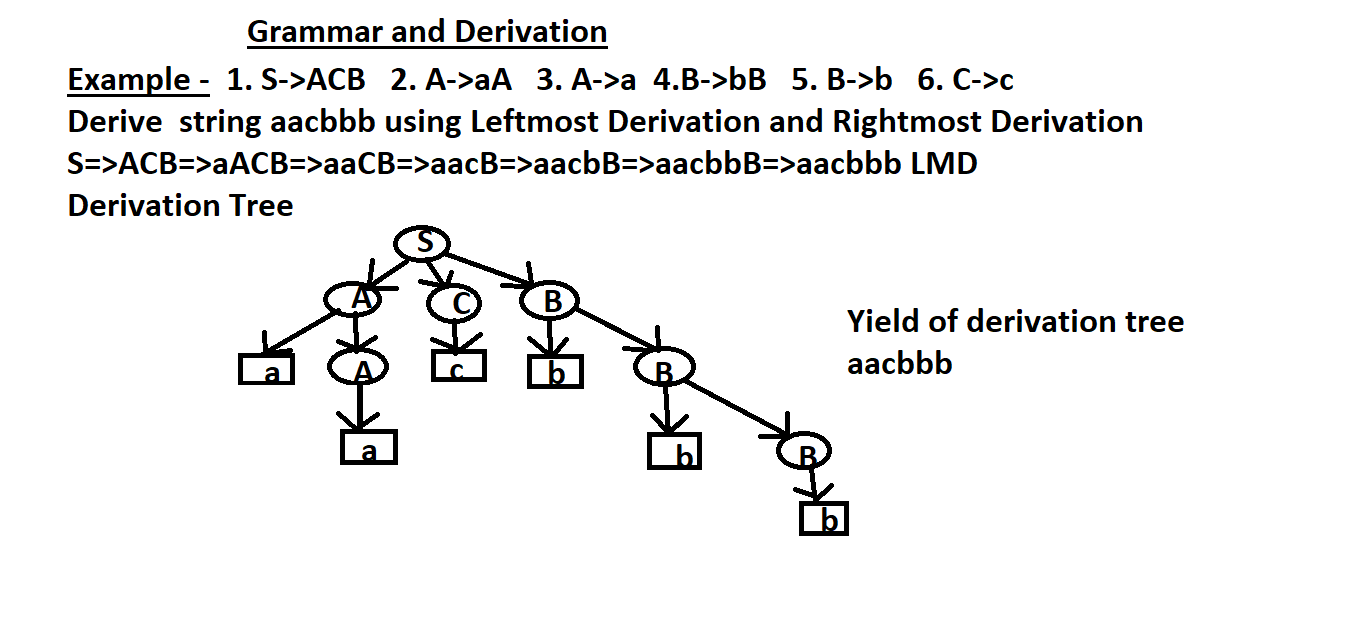 Grammar and Derivation
Example - 1. S->ACB 2. A->aA 3. A->a 4.B->bB 5. B->b 6. C->c
Derive string aacbbb using Leftmost Derivation and Rightmost Derivation
S=>ACB=>aACB=>aaCB=>aacB=>aacbB=>aacbbB=>aacbbb LMD
Derivation Tree
S
A C B
Yield of derivation tree
aacbbb
a A c b B
a b B
b